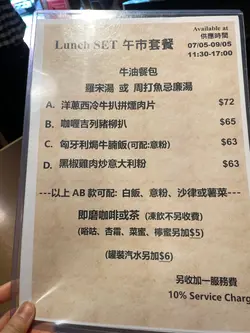 Lunch SET 午市套餐
Available at
供應時間
07/05-09/05
11:30-17:00
牛油餐包
羅宋湯 或 周打魚忌廉湯
A. 洋蔥西冷牛扒拼煙肉片 $72
B. 咖喱吉列豬柳扒 $65
C. 匈牙利焗牛腩飯(可配:意粉) $63
D. 黑椒雞肉炒意大利粉 $63
---以上 AB 款可配: 白飯、意粉、沙律或薯菜---
即磨咖啡或茶 (凍飲不另收費)
(唂咕、杏霜、菜蜜、檸蜜另加$5)
(罐裝汽水另加$6)
另收加一服務費
10% Service Charg